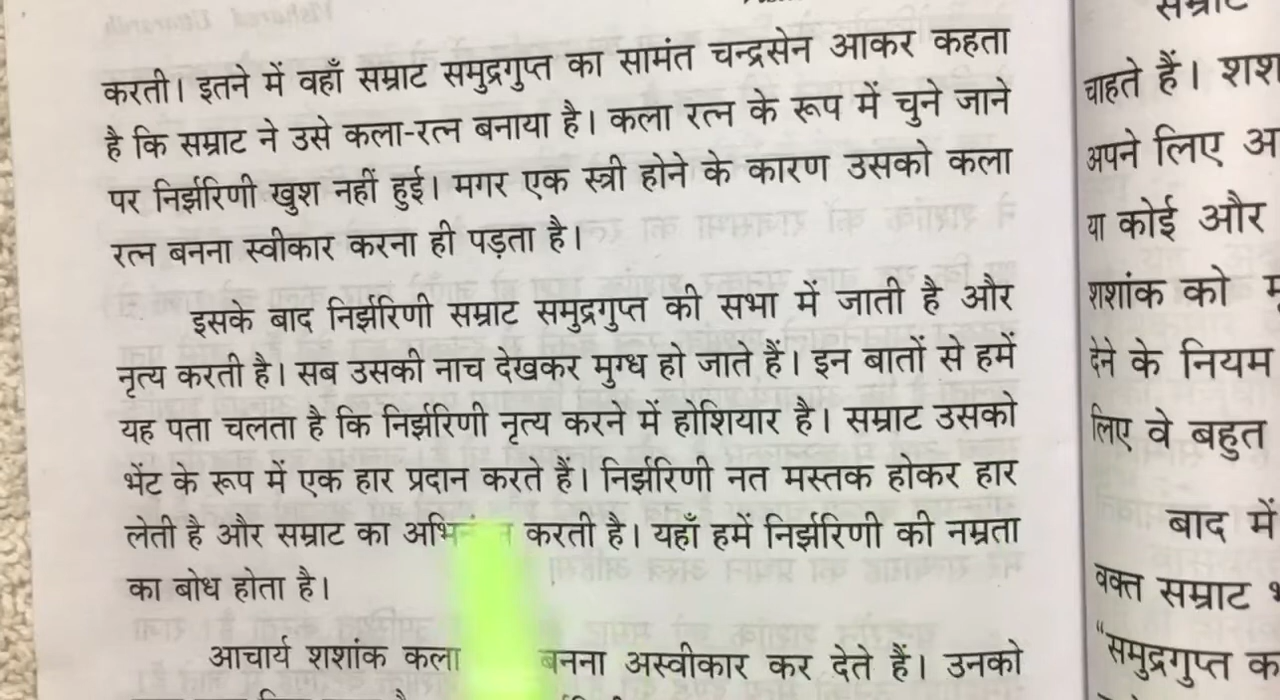 करती। इतने में वहाँ सम्राट समुद्रगुप्त का सामंत चन्द्रसेन आकर कहता
है कि सम्राट ने उसे कला-रत्न बनाया है। कला रत्न के रूप में चुने जाने
पर निर्झरिणी खुश नहीं हुई। मगर एक स्त्री होने के कारण उसको कला
रत्न बनना स्वीकार करना ही पड़ता है।
इसके बाद निर्झरिणी सम्राट समुद्रगुप्त की सभा में जाती है और
नृत्य करती है। सब उसकी नाच देखकर मुग्ध हो जाते हैं। इन बातों से हमें
यह पता चलता है कि निर्झरिणी नृत्य करने में होशियार है। सम्राट उसको
भेंट के रूप में एक हार प्रदान करते हैं। निर्झरिणी नत मस्तक होकर हार
लेती है और सम्राट का करती है। यहाँ हमें निर्झरिणी की नम्रता
का बोध होता है।
आचार्य शशांक कला बनना अस्वीकार कर देते हैं। उनको
सम्राट
चाहते हैं।
अपने लिए
या कोई और
शशांक को
देने के नियम
लिए वे बहुत
बाद में
वक्त सम्राट
“समुद्रगुप्त